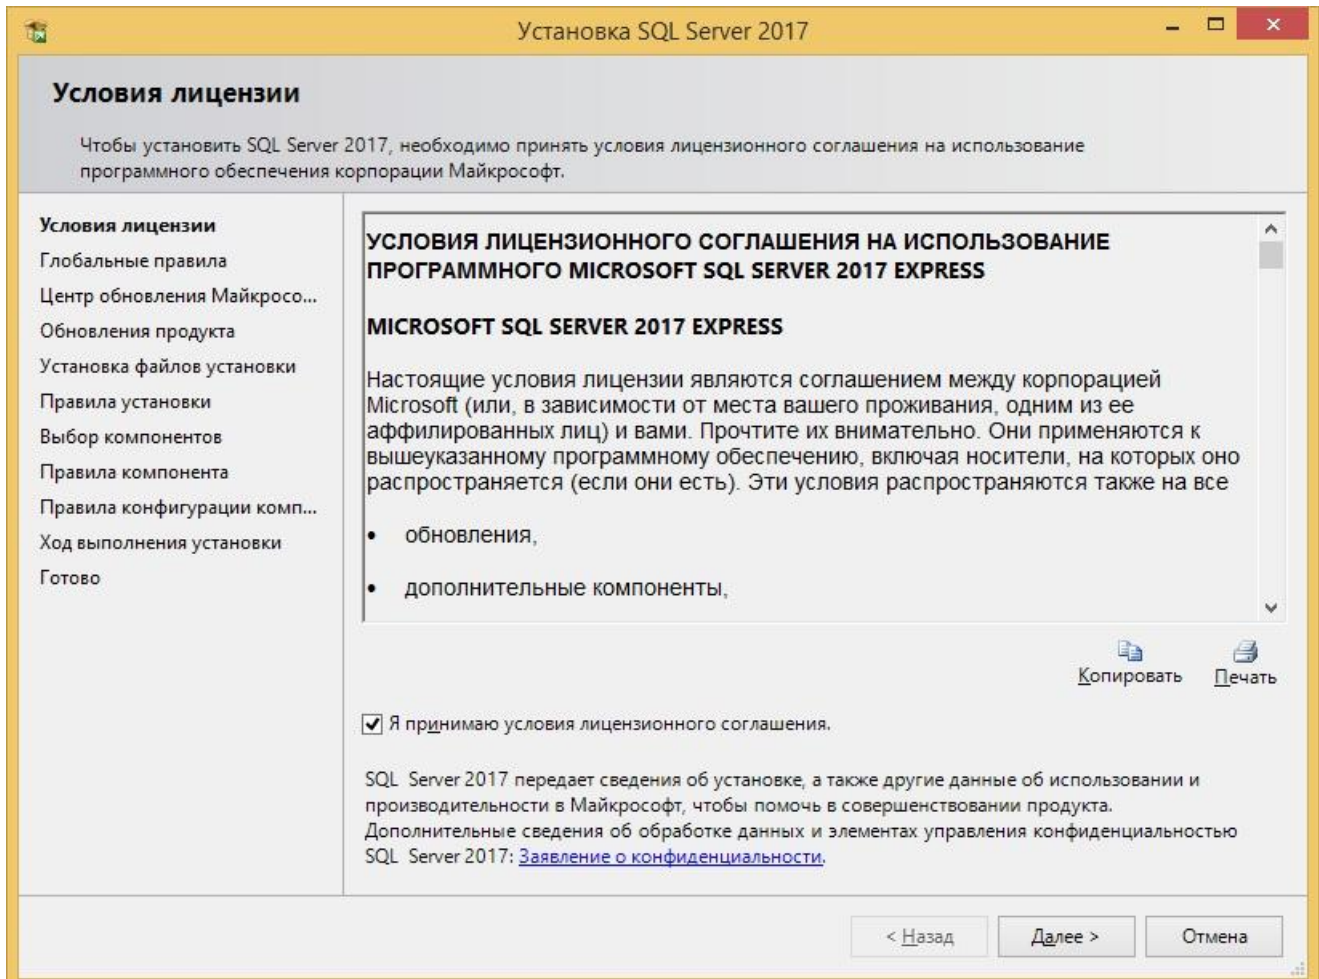 Установка SQL Server 2017
Условия лицензии
Чтобы установить SQL Server 2017, необходимо принять условия лицензионного соглашения на использование
программного обеспечения корпорации Майкрософт.
Условия лицензии
Глобальные правила
Центр обновления Майкросо...
Обновления продукта
Установка файлов установки
Правила установки
Выбор компонентов
Правила компонента
Правила конфигурации комп...
Ход выполнения установки
Готово
УСЛОВИЯ ЛИЦЕНЗИОННОГО СОГЛАШЕНИЯ НА ИСПОЛЬЗОВАНИЕ
ПРОГРАММНОГО MICROSOFT SQL SERVER 2017 EXPRESS
MICROSOFT SQL SERVER 2017 EXPRESS
Настоящие условия лицензии являются соглашением между корпорацией
Microsoft (или, в зависимости от места вашего проживания, одним из ее
аффилированных лиц) и вами. Прочтите их внимательно. Они применяются к
вышеуказанному программному обеспечению, включая носители, на которых оно
распространяется (если они есть). Эти условия распространяются также на все
• обновления,
• дополнительные компоненты,
Копировать Печать
Я принимаю условия лицензионного соглашения.
SQL Server 2017 передает сведения об установке, а также другие данные об использовании и
производительности в Майкрософт, чтобы помочь в совершенствовании продукта.
Дополнительные сведения об обработке данных и элементах управления конфиденциальностью
SQL Server 2017: Заявление о конфиденциальности.
< Назад Далее > Отмена